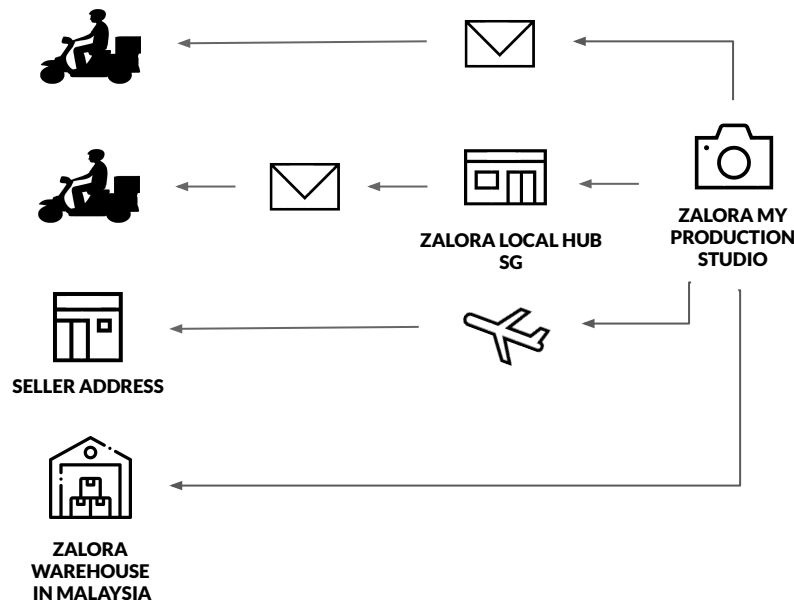 ZALORA MY
PRODUCTION
STUDIO
ZALORA LOCAL HUB
SG
SELLER ADDRESS
ZALORA
WAREHOUSE
IN MALAYSIA